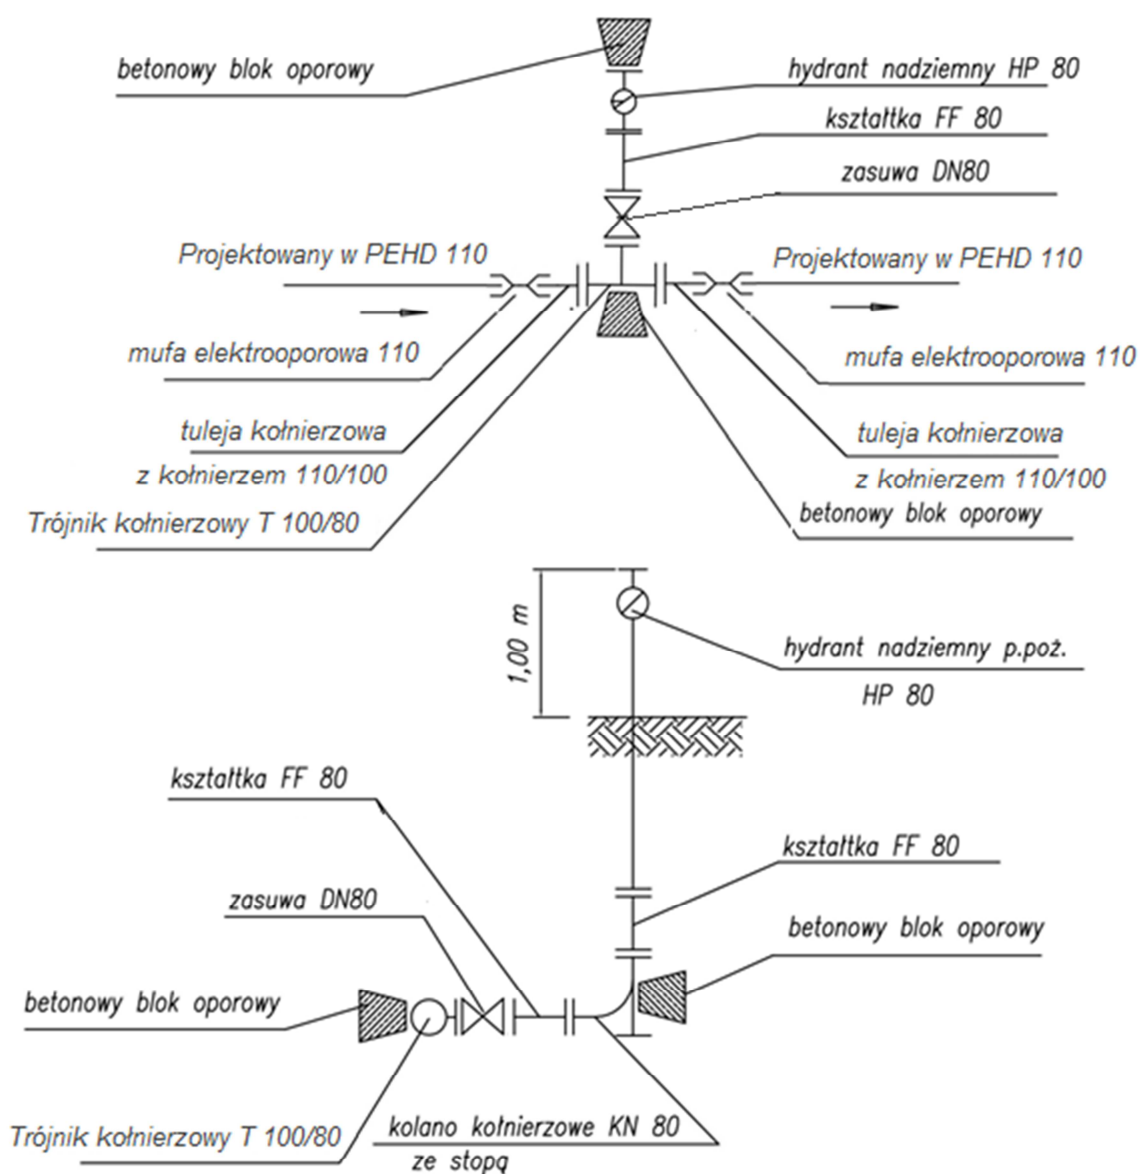 betonowy blok oporowy
hydrant nadziemny HP 80
kształtka FF 80
zasuwa DN80
Projektowany w PEHD 110
Projektowany w PEHD 110
mufa elektrooporowa 110
mufa elektrooporowa 110
tuleja kołnierzowa
z kołnierzem 110/100
tuleja kołnierzowa
z kołnierzem 110/100
Trójnik kołnierzowy T 100/80
betonowy blok oporowy
1,00 m
hydrant nadziemny p.poż.
HP 80
kształtka FF 80
kształtka FF 80
zasuwa DN80
betonowy blok oporowy
betonowy blok oporowy
Trójnik kołnierzowy T 100/80
kolano kołnierzowe KN 80
ze stopą